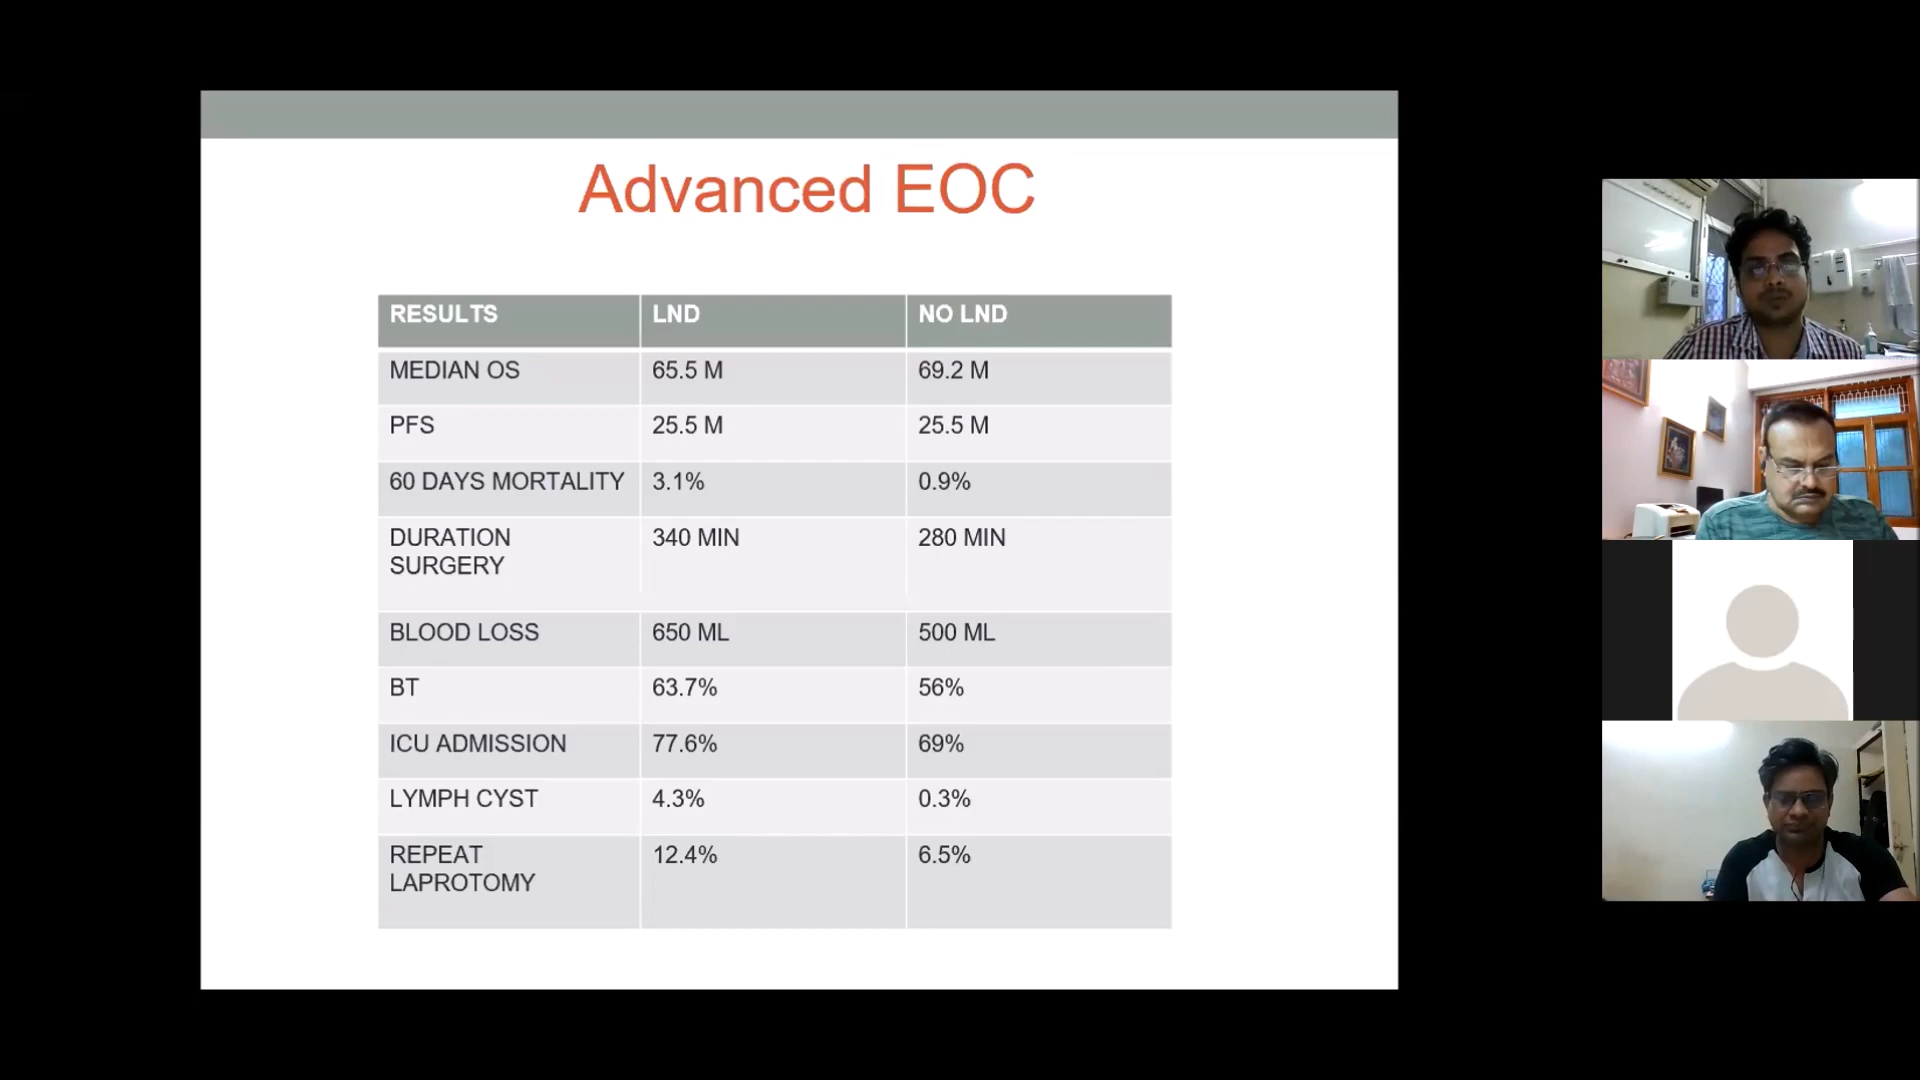 Advanced EOC
RESULTS LND NO LND
MEDIAN OS 65.5 M 69.2 M
PFS 25.5 M 25.5 M
60 DAYS MORTALITY 3.1% 0.9%
DURATION 340 MIN 280 MIN
SURGERY
BLOOD LOSS 650 ML 500 ML
BT 63.7% 56%
ICU ADMISSION 77.6% 69%
LYMPH CYST 4.3% 0.3%
REPEAT 12.4% 6.5%
LAPROTOMY